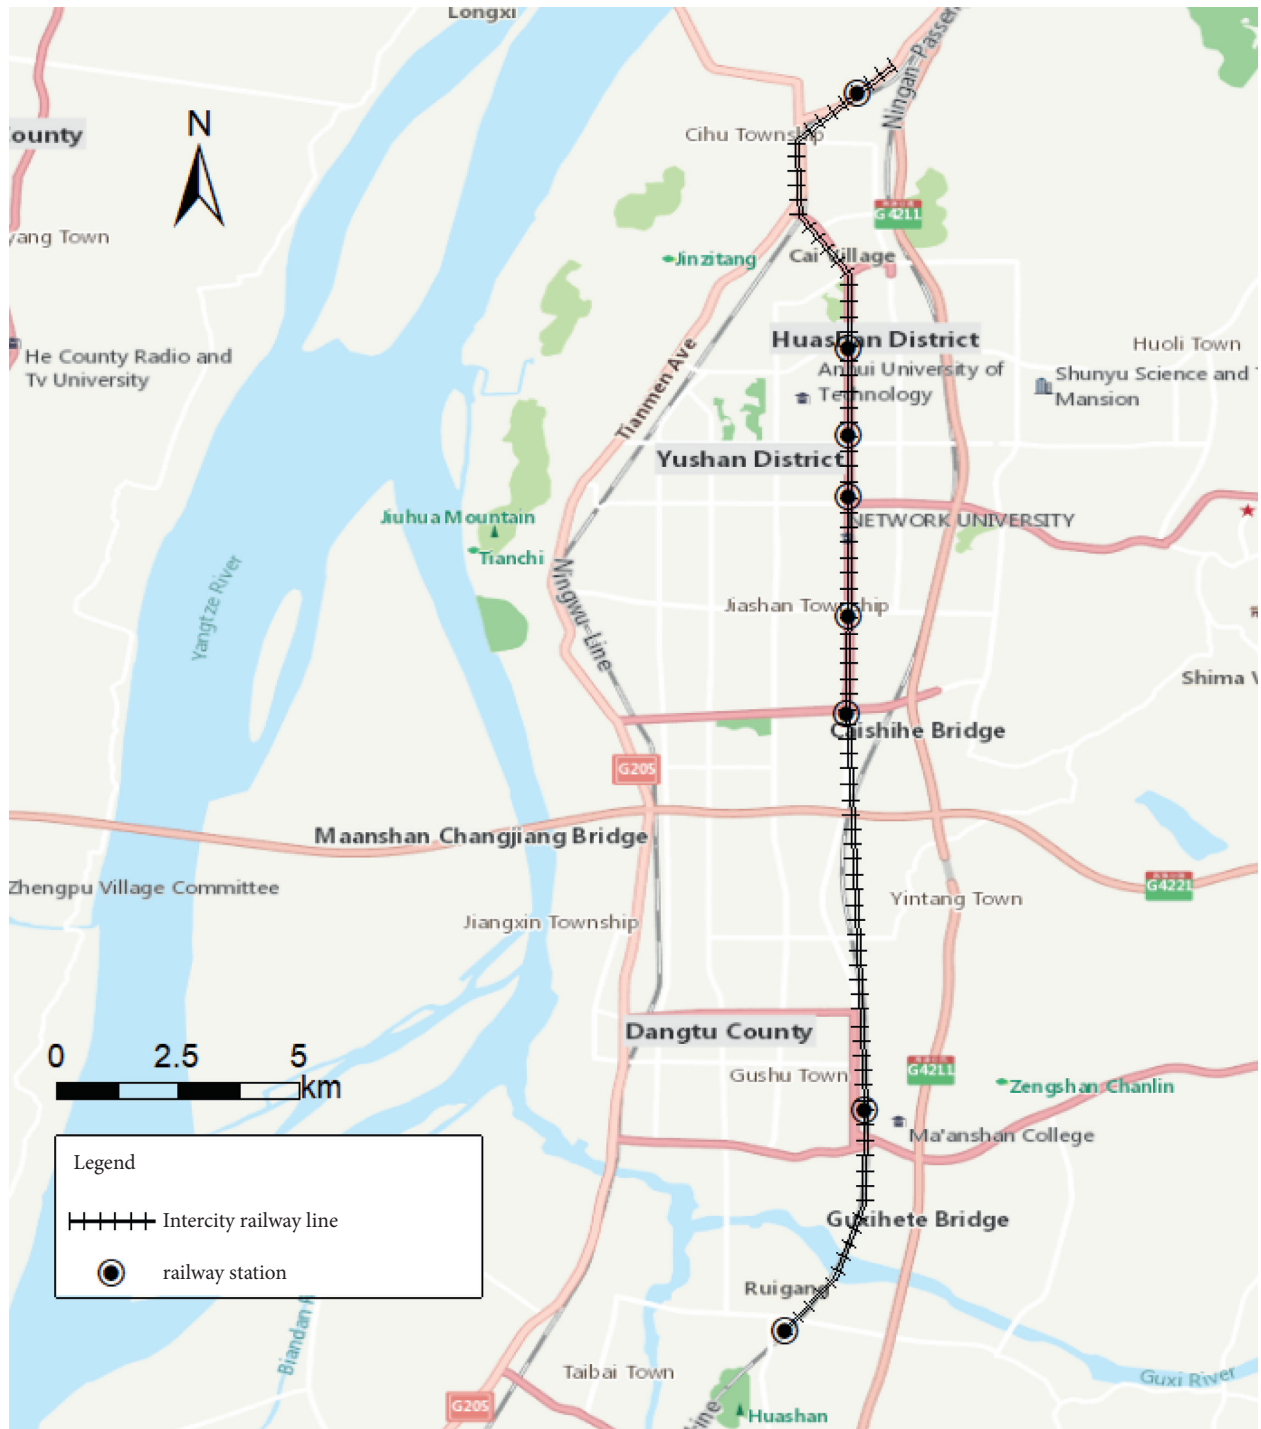 Longxi
Ningan-Passen
N
ounty
Cihu Township
G4211
yang Town
Jinzitang
Cai Village
Huashan District
Huoli Town
He County Radio and
Tv University
Tianmen Ave
Anhui University of
Technology
Shunyu Science and T
Mansion
Yushan District
Jiuhua Mountain
Tianchi
NETWORK UNIVERSITY
Yangtze River
Ningwu-Line
Jiashan Township
Shima V
Caishihe Bridge
G205
Maanshan Changjiang Bridge
Zhengpu Village Committee
G4221
Yintang Town
Jiangxin Township
Dangtu County
0 2.5 5
km
Gushu Town
G4211
Zengshan Chanlin
Ma'anshan College
Legend
Intercity railway line
railway station
Guxihete Bridge
Ruigang
Biandan R
Taibai Town
Guxi River
G205
Huashan
Line